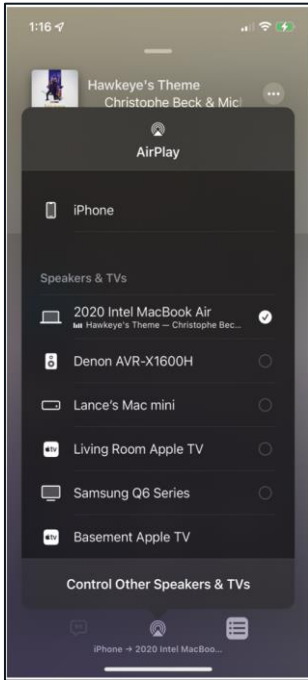 1:16
Hawkeye's Theme
Christophe Beck & Mic
AirPlay
iPhone
Speakers & TVs
2020 Intel MacBook Air
Hawkeye's Theme — Christophe Bec...
Denon AVR-X1600H
Lance's Mac mini
tv
Living Room Apple TV
Samsung Q6 Series
tv
Basement Apple TV
Control Other Speakers & TVs
iPhone → 2020 Intel MacBoo...